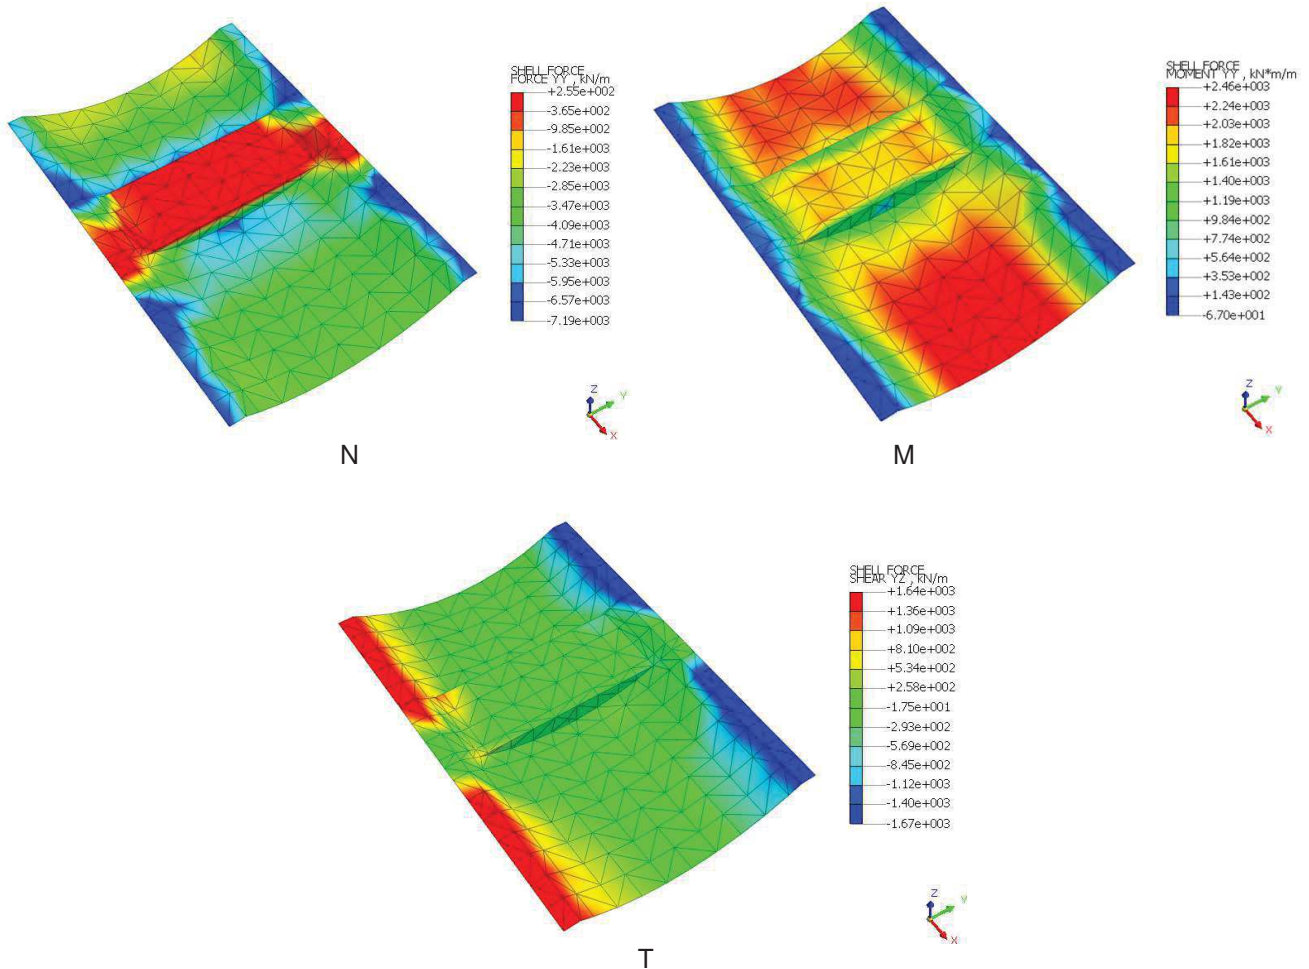 SHELL FORCE
FORCE YY , kN/m
+2.55e+002
-3.65e+002
-9.85e+002
-1.61e+003
-2.23e+003
-2.85e+003
-3.47e+003
-4.09e+003
-4.71e+003
-5.33e+003
-5.95e+003
-6.57e+003
-7.19e+003
Z
Y
X
N
SHELL FORCE
MOMENT YY , kN*m/m
+2.46e+003
+2.24e+003
+2.03e+003
+1.82e+003
+1.61e+003
+1.40e+003
+1.19e+003
+9.84e+002
+7.74e+002
+5.64e+002
+3.53e+002
+1.43e+002
-6.70e+001
Z
Y
X
M
SHELL FORCE
SHEAR YZ , kN/m
+1.64e+003
+1.36e+003
+1.09e+003
+8.10e+002
+5.34e+002
+2.58e+002
-1.75e+001
-2.93e+002
-5.69e+002
-8.45e+002
-1.12e+003
-1.40e+003
-1.67e+003
Z
Y
X
T